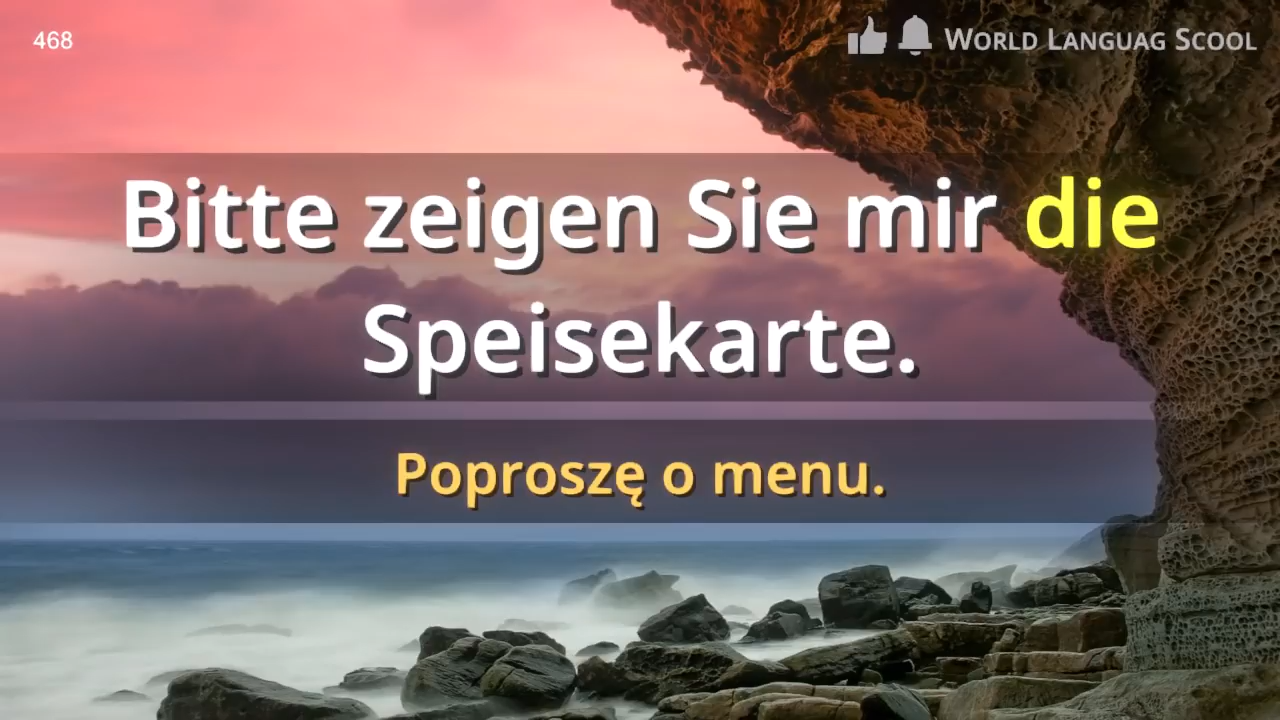 468
World Languag Scool
Bitte zeigen Sie mir die
Speisekarte.
Poproszę o menu.